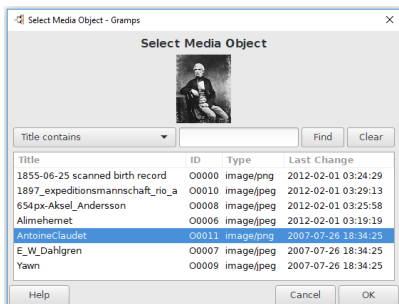 Select Media Object - Gramps
Select Media Object
Title contains Find Clear
Title ID Type Last Change
1855-06-25 scanned birth record O0000 image/png 2012-02-01 03:24:29
1897_expeditionsmannschaft_rio_a O0010 image/jpeg 2012-02-01 03:29:13
654px-Aksel_Andersson O0008 image/jpeg 2012-02-01 03:25:58
Alimehemet O0006 image/jpeg 2012-02-01 03:19:19
AntoineClaudet O0011 image/png 2007-07-26 18:34:25
E_W_Dahlgren O0007 image/jpeg 2007-07-26 18:34:25
Yawn O0009 image/jpeg 2007-07-26 18:34:25
Help Cancel OK